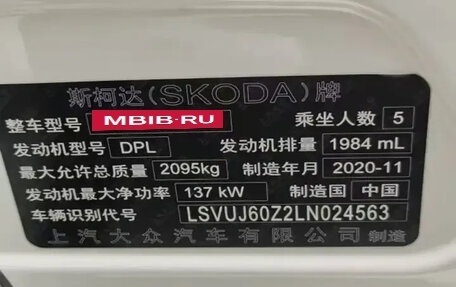 斯柯达(SKODA)牌
整车型号 MBIB-RU 乘坐人数 5
发动机型号 DPL 发动机排量 1984 mL
最大允许总质量 2095kg 制造年月 2020-11
发动机最大净功率 137 kW 制造国 中国
车辆识别代号 LSVUJ60Z2LN024563
上汽大众汽车有限公司 制造